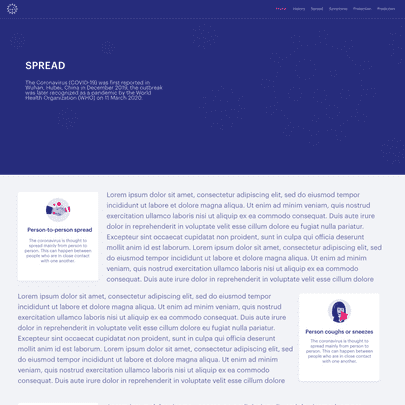 Home Vaxom Spread Symptoms Protection Prediction
SPREAD
The Coronavirus (COVID-19) was first reported in
Wuhan, Hubei, China in December 2019, the outbreak
was later recognized as a pandemic by the World
Health Organization (WHO) on 11 March 2020.
Person-to-person spread
The coronavirus is thought to
spread mainly from person to
person. This can happen between
people who are in close contact
with one another.
Lorem ipsum dolor sit amet, consectetur adipiscing elit, sed do eiusmod tempor
incididunt ut labore et dolore magna aliqua. Ut enim ad minim veniam, quis nostrud
exercitation ullamco laboris nisi ut aliquip ex ea commodo consequat. Duis aute irure
dolor in reprehenderit in voluptate velit esse cillum dolore eu fugiat nulla pariatur.
Excepteur sint occaecat cupidatat non proident, sunt in culpa qui officia deserunt
mollit anim id est laborum. Lorem ipsum dolor sit amet, consectetur adipiscing elit,
sed do eiusmod tempor incididunt ut labore et dolore magna aliqua. Ut enim ad minim
veniam, quis nostrud exercitation ullamco laboris nisi ut aliquip ex ea commodo
consequat. Duis aute irure dolor in reprehenderit in voluptate velit esse cillum dolore
Lorem ipsum dolor sit amet, consectetur adipiscing elit, sed do eiusmod tempor
incididunt ut labore et dolore magna aliqua. Ut enim ad minim veniam, quis nostrud
exercitation ullamco laboris nisi ut aliquip ex ea commodo consequat. Duis aute irure
dolor in reprehenderit in voluptate velit esse cillum dolore eu fugiat nulla pariatur.
Excepteur sint occaecat cupidatat non proident, sunt in culpa qui officia deserunt
mollit anim id est laborum. Lorem ipsum dolor sit amet, consectetur adipiscing elit,
sed do eiusmod tempor incididunt ut labore et dolore magna aliqua. Ut enim ad minim
veniam, quis nostrud exercitation ullamco laboris nisi ut aliquip ex ea commodo
consequat. Duis aute irure dolor in reprehenderit in voluptate velit esse cillum dolore
Person coughs or sneezes
The coronavirus is thought to
spread mainly from person to
person. This can happen between
people who are in close contact
with one another.